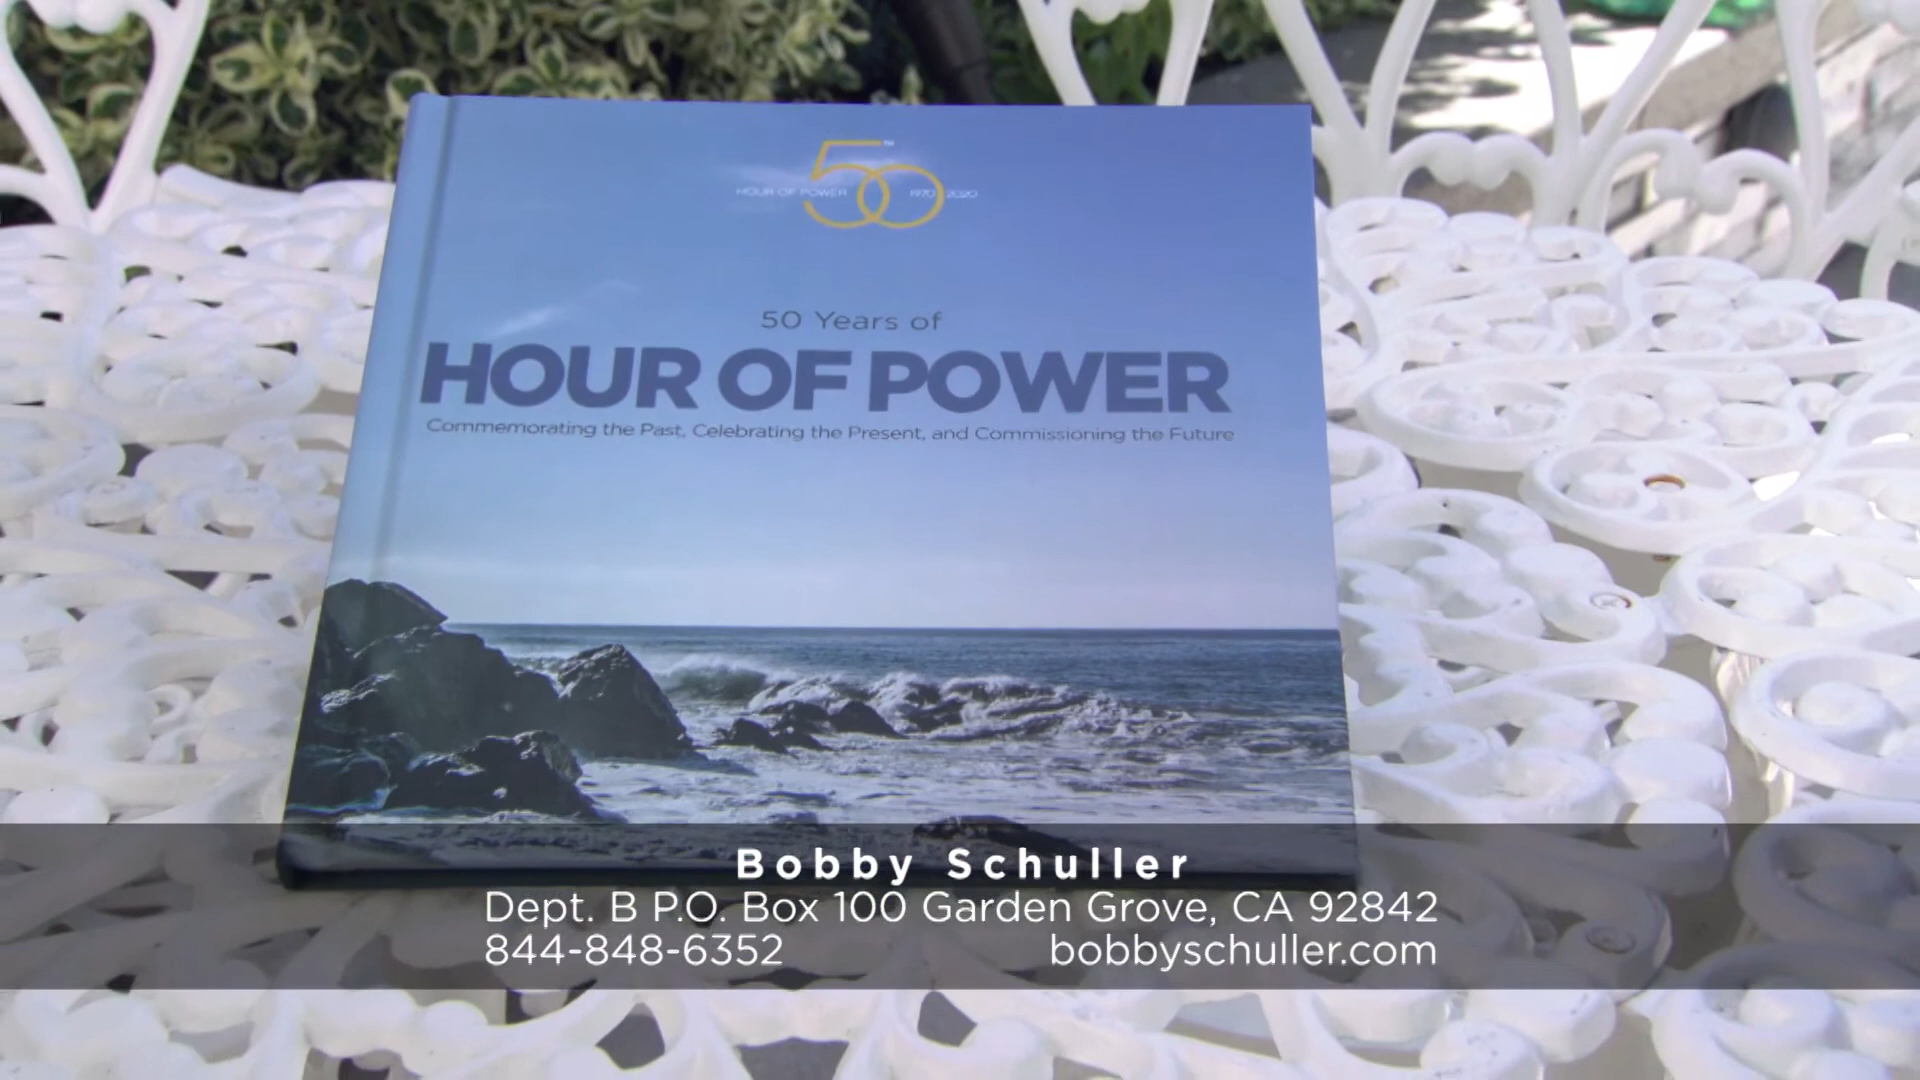 50™
HOUR OF POWER 1970 2020
50 Years of
HOUR OF POWER
Commemorating the Past, Celebrating the Present, and Commissioning the Future
Bobby Schuller
Dept. B P.O. Box 100 Garden Grove, CA 92842
844-848-6352 bobbyschuller.com